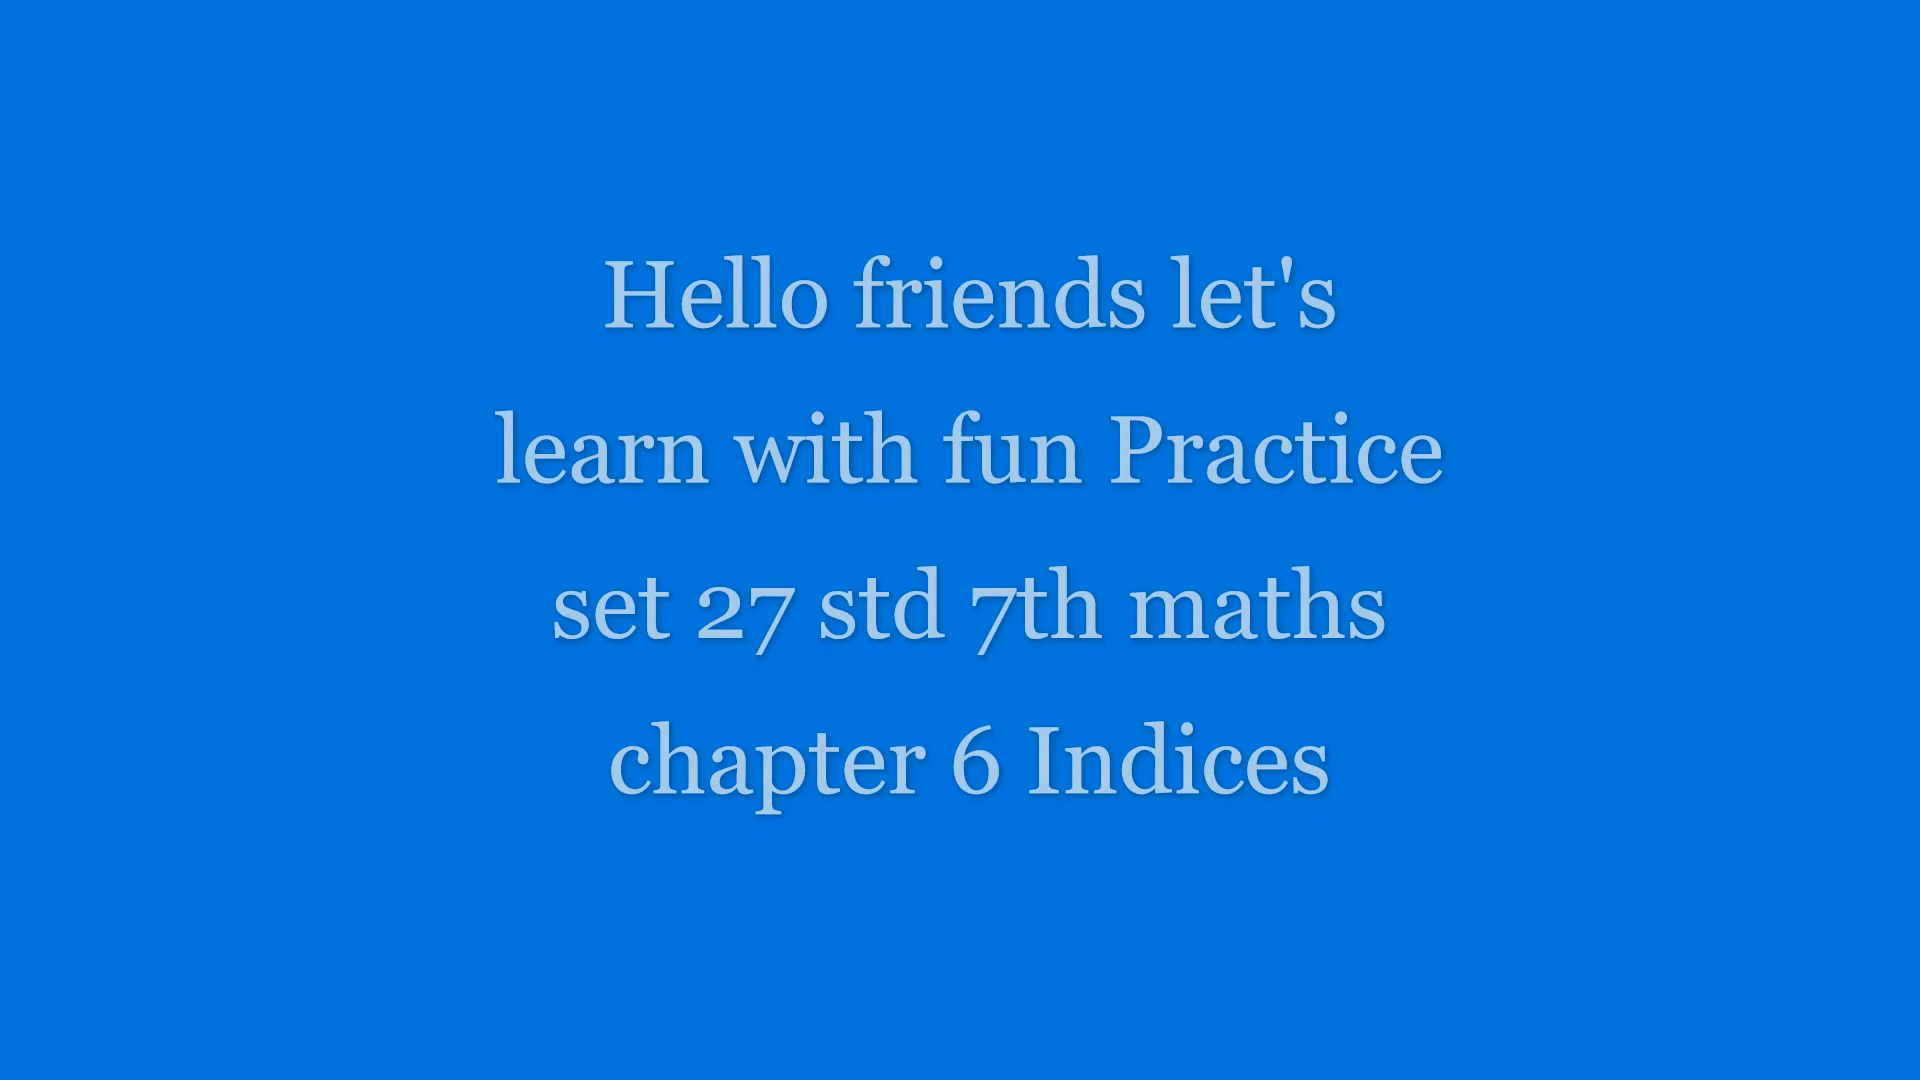 Hello friends let's
learn with fun Practice
set 27 std 7th maths
chapter 6 Indices